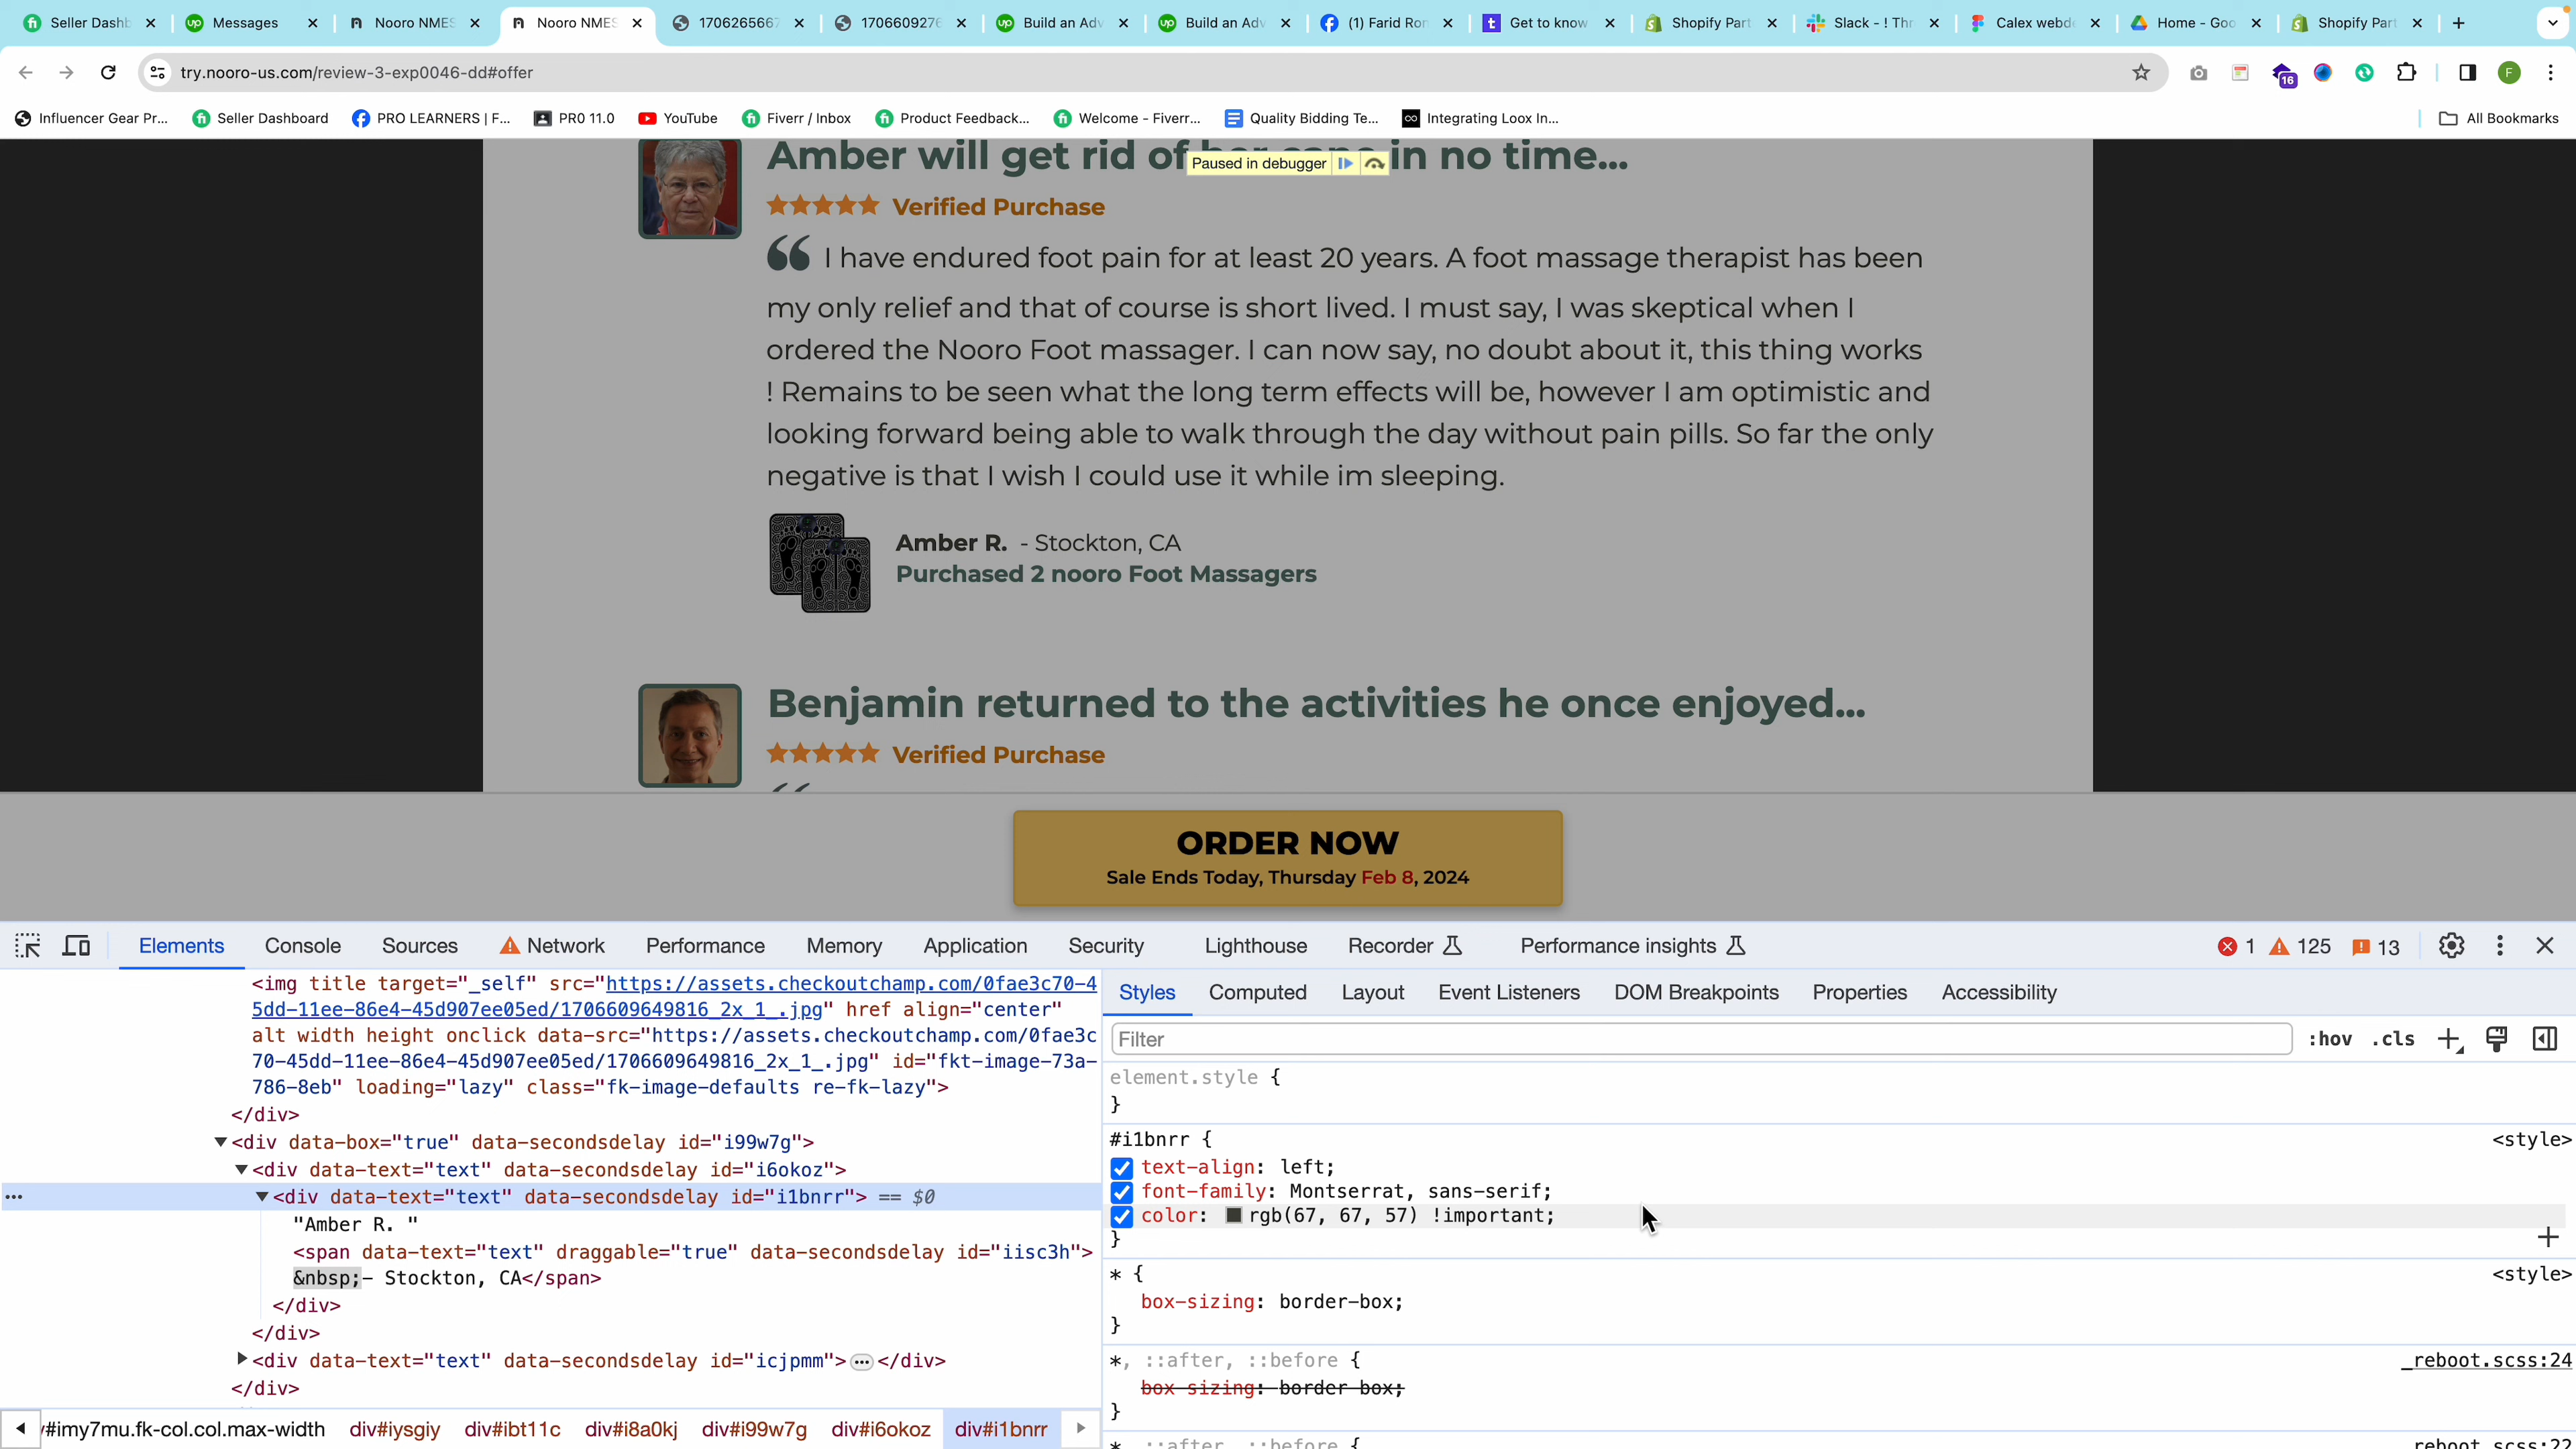 Seller Dashb
Messages
Nooro NMES
Nooro NMES
1706265667
1706609276
Build an Adv
Build an Adv
(1) Farid Ron
Get to know
Shopify Part
Slack - ! Thr
Calex webde
Home - Goo
Shopify Part
try.nooro-us.com/review-3-exp0046-dd#offer
16
F
Influencer Gear Pr...
Seller Dashboard
PRO LEARNERS | F...
PR0 11.0
YouTube
Fiverr / Inbox
Product Feedback...
Welcome - Fiverr...
Quality Bidding Te...
Integrating Loox In...
All Bookmarks
Paused in debugger
Amber will get rid of her cane in no time...
Verified Purchase
“ I have endured foot pain for at least 20 years. A foot massage therapist has been
my only relief and that of course is short lived. I must say, I was skeptical when I
ordered the Nooro Foot massager. I can now say, no doubt about it, this thing works
! Remains to be seen what the long term effects will be, however I am optimistic and
looking forward being able to walk through the day without pain pills. So far the only
negative is that I wish I could use it while im sleeping.
Amber R. - Stockton, CA
Purchased 2 nooro Foot Massagers
Benjamin returned to the activities he once enjoyed...
Verified Purchase
ORDER NOW
Sale Ends Today, Thursday Feb 8, 2024
Elements Console Sources Network Performance Memory Application Security Lighthouse Recorder Performance insights 1 125 13
<img title target="_self" src="https://assets.checkoutchamp.com/0fae3c70-4
5dd-11ee-86e4-45d907ee05ed/1706609649816_2x_1_.jpg" href align="center"
alt width height onclick data-src="https://assets.checkoutchamp.com/0fae3c
70-45dd-11ee-86e4-45d907ee05ed/1706609649816_2x_1_.jpg" id="fkt-image-73a-
786-8eb" loading="lazy" class="fk-image-defaults re-fk-lazy">
</div>
<div data-box="true" data-secondsdelay id="i99w7g">
<div data-text="text" data-secondsdelay id="i6okoz">
<div data-text="text" data-secondsdelay id="i1bnrr"> == $0
"Amber R. "
<span data-text="text" draggable="true" data-secondsdelay id="iisc3h">
&nbsp;– Stockton, CA</span>
</div>
</div>
<div data-text="text" data-secondsdelay id="icjpmm"> … </div>
</div>
#imy7mu.fk-col.col.max-width div#iysgiy div#ibt11c div#i8a0kj div#i99w7g div#i6okoz div#i1bnrr
Styles Computed Layout Event Listeners DOM Breakpoints Properties Accessibility
Filter
:hov .cls
element.style {
}
#i1bnrr { <style>
text-align: left;
font-family: Montserrat, sans-serif;
color: rgb(67, 67, 57) !important;
}
* { <style>
box-sizing: border-box;
}
*, ::after, ::before { _reboot.scss:24
box-sizing: border-box;
}
*, ::after, ::before { _reboot.scss:22